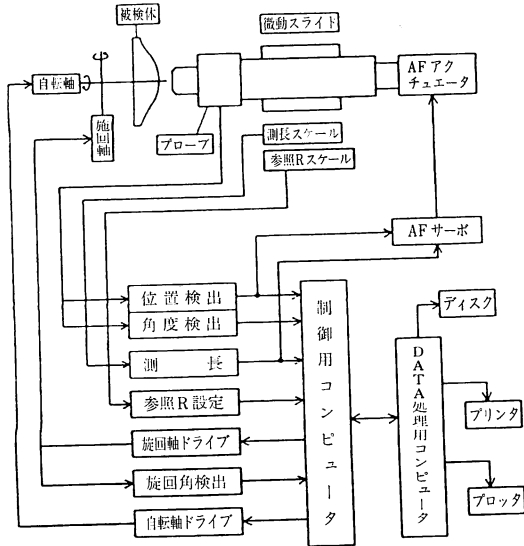 被検体
微動スライド
自転軸
AFアク
チュエータ
旋回軸
プローブ
測長スケール
参照Rスケール
AFサーボ
位置検出
角度検出
測長
参照R設定
旋回軸ドライブ
旋回角検出
自転軸ドライブ
制御用コンピュータ
DATA処理用コンピュータ
ディスク
プリンタ
プロッタ